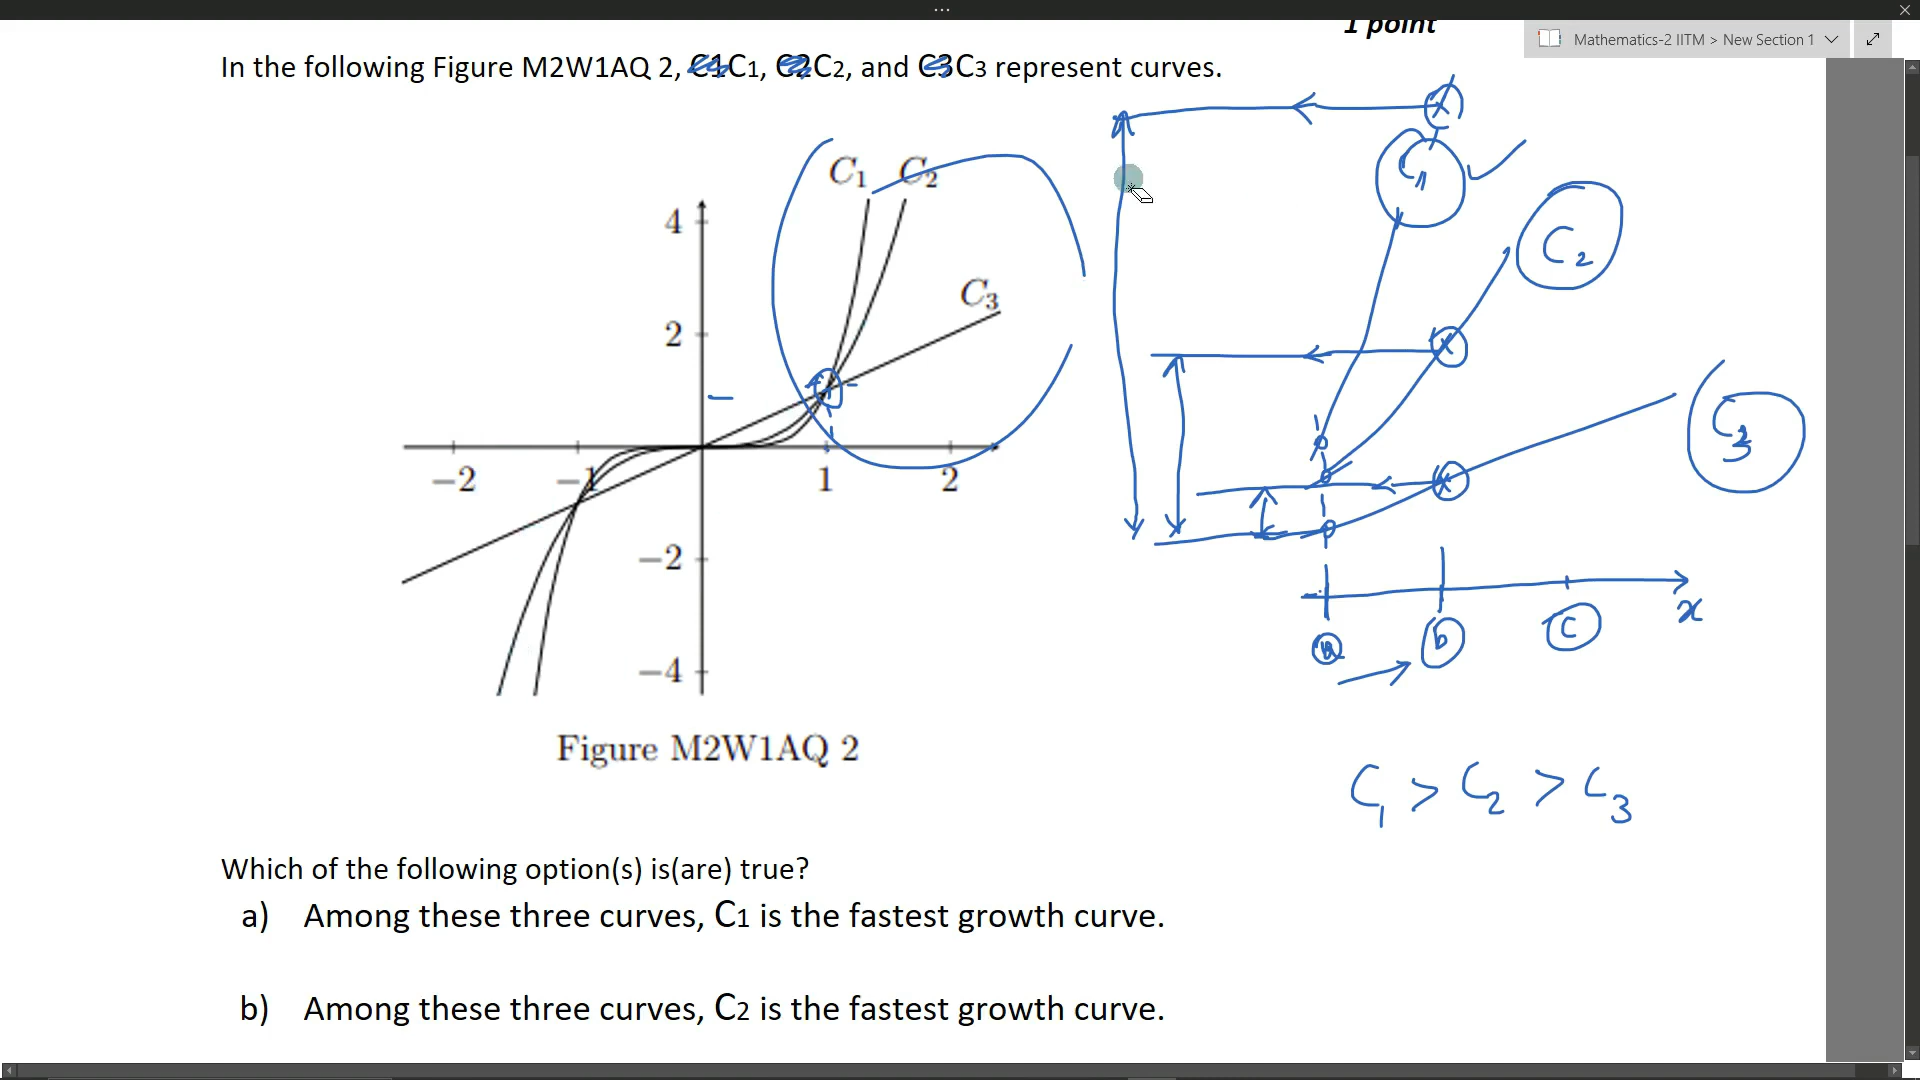 1 point
Mathematics-2 IITM > New Section 1
In the following Figure M2W1AQ 2, C1C1, C2C2, and C3C3 represent curves.
C1 C2
C3
4
2
−2 −1 1 2
−2
−4
C1
C2
C3
a b c x
C1 > C2 > C3
Figure M2W1AQ 2
Which of the following option(s) is(are) true?
a) Among these three curves, C1 is the fastest growth curve.
b) Among these three curves, C2 is the fastest growth curve.